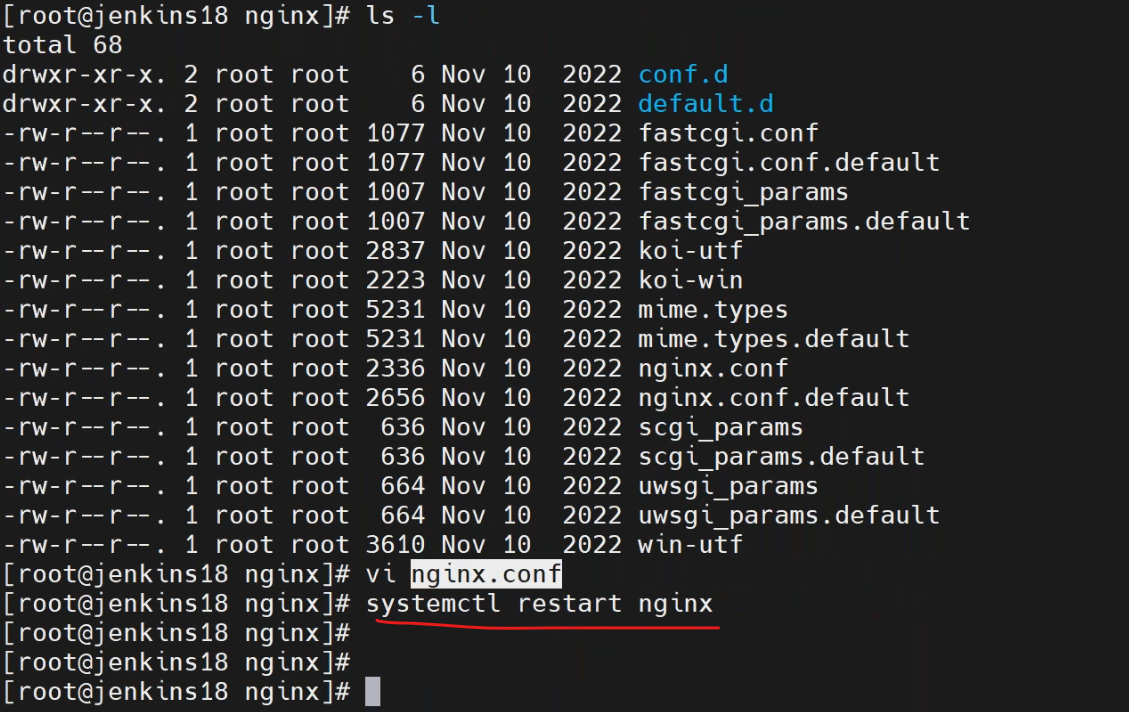 [root@jenkins18 nginx]# ls -l
total 68
drwxr-xr-x. 2 root root    6 Nov 10  2022 conf.d
drwxr-xr-x. 2 root root    6 Nov 10  2022 default.d
-rw-r--r--. 1 root root 1077 Nov 10  2022 fastcgi.conf
-rw-r--r--. 1 root root 1077 Nov 10  2022 fastcgi.conf.default
-rw-r--r--. 1 root root 1007 Nov 10  2022 fastcgi_params
-rw-r--r--. 1 root root 1007 Nov 10  2022 fastcgi_params.default
-rw-r--r--. 1 root root 2837 Nov 10  2022 koi-utf
-rw-r--r--. 1 root root 2223 Nov 10  2022 koi-win
-rw-r--r--. 1 root root 5231 Nov 10  2022 mime.types
-rw-r--r--. 1 root root 5231 Nov 10  2022 mime.types.default
-rw-r--r--. 1 root root 2336 Nov 10  2022 nginx.conf
-rw-r--r--. 1 root root 2656 Nov 10  2022 nginx.conf.default
-rw-r--r--. 1 root root  636 Nov 10  2022 scgi_params
-rw-r--r--. 1 root root  636 Nov 10  2022 scgi_params.default
-rw-r--r--. 1 root root  664 Nov 10  2022 uwsgi_params
-rw-r--r--. 1 root root  664 Nov 10  2022 uwsgi_params.default
-rw-r--r--. 1 root root 3610 Nov 10  2022 win-utf
[root@jenkins18 nginx]# vi nginx.conf
[root@jenkins18 nginx]# systemctl restart nginx
[root@jenkins18 nginx]#
[root@jenkins18 nginx]#
[root@jenkins18 nginx]#